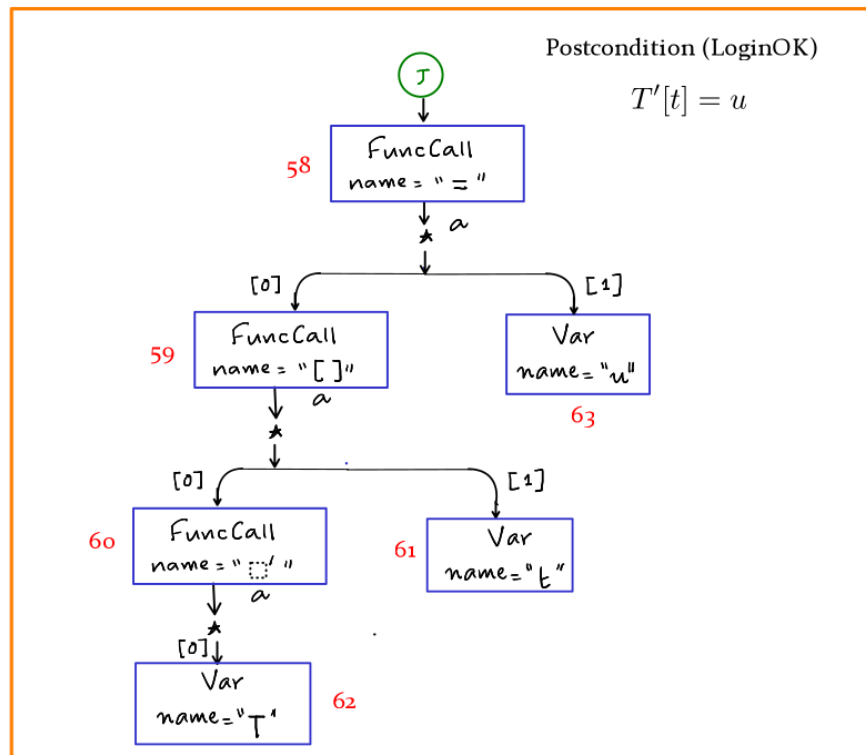 Postcondition (LoginOK)
T'[t] = u
J
58
FuncCall
name = "="
a
*
[0]
[1]
59
FuncCall
name = "[ ]"
Var
name="u"
63
a
*
[0]
[1]
60
FuncCall
name = "⬚'"
61
Var
name="t"
a
*
[0]
Var
name="T"
62